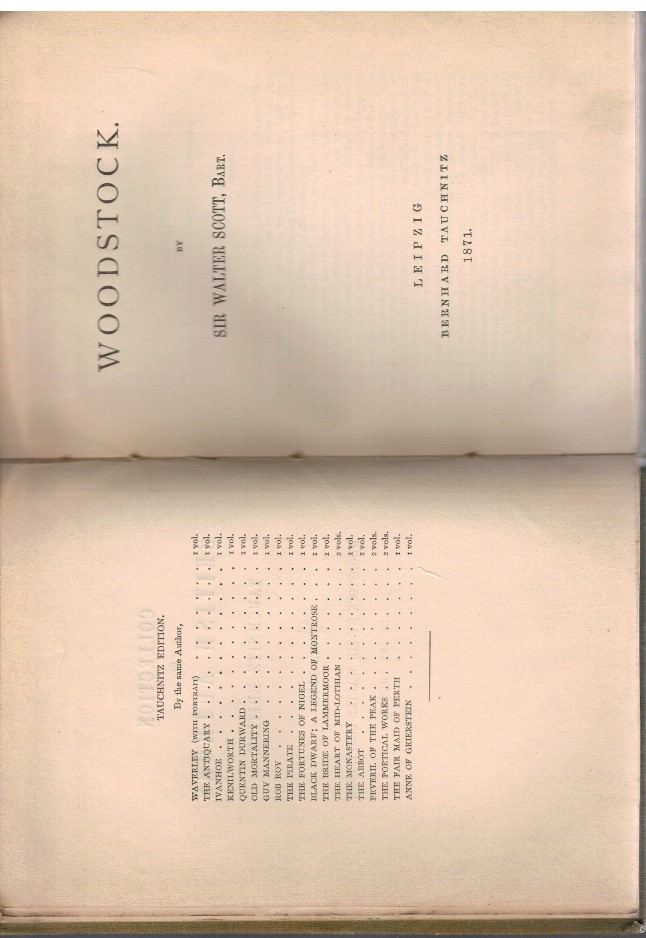 TAUCHNITZ EDITION.
By the same Author,
WAVERLEY (WITH PORTRAIT) . . . . . . . . 1 vol.
THE ANTIQUARY . . . . . . . . . . . 1 vol.
IVANHOE . . . . . . . . . . . . . 1 vol.
KENILWORTH . . . . . . . . . . . . 1 vol.
QUENTIN DURWARD . . . . . . . . . . 1 vol.
OLD MORTALITY . . . . . . . . . . . 1 vol.
GUY MANNERING . . . . . . . . . . . 1 vol.
ROB ROY . . . . . . . . . . . . . 1 vol.
THE PIRATE . . . . . . . . . . . . 1 vol.
THE FORTUNES OF NIGEL . . . . . . . . 1 vol.
BLACK DWARF; A LEGEND OF MONTROSE . . . 1 vol.
THE BRIDE OF LAMMERMOOR . . . . . . . 1 vol.
THE HEART OF MID-LOTHIAN . . . . . . . 2 vols.
THE MONASTERY . . . . . . . . . . . 1 vol.
THE ABBOT . . . . . . . . . . . . 1 vol.
PEVERIL OF THE PEAK . . . . . . . . . 2 vols.
THE POETICAL WORKS . . . . . . . . . 2 vols.
THE FAIR MAID OF PERTH . . . . . . . . 1 vol.
ANNE OF GEIERSTEIN . . . . . . . . . 1 vol.
WOODSTOCK.
BY
SIR WALTER SCOTT, BART.
LEIPZIG
BERNHARD TAUCHNITZ
1871.